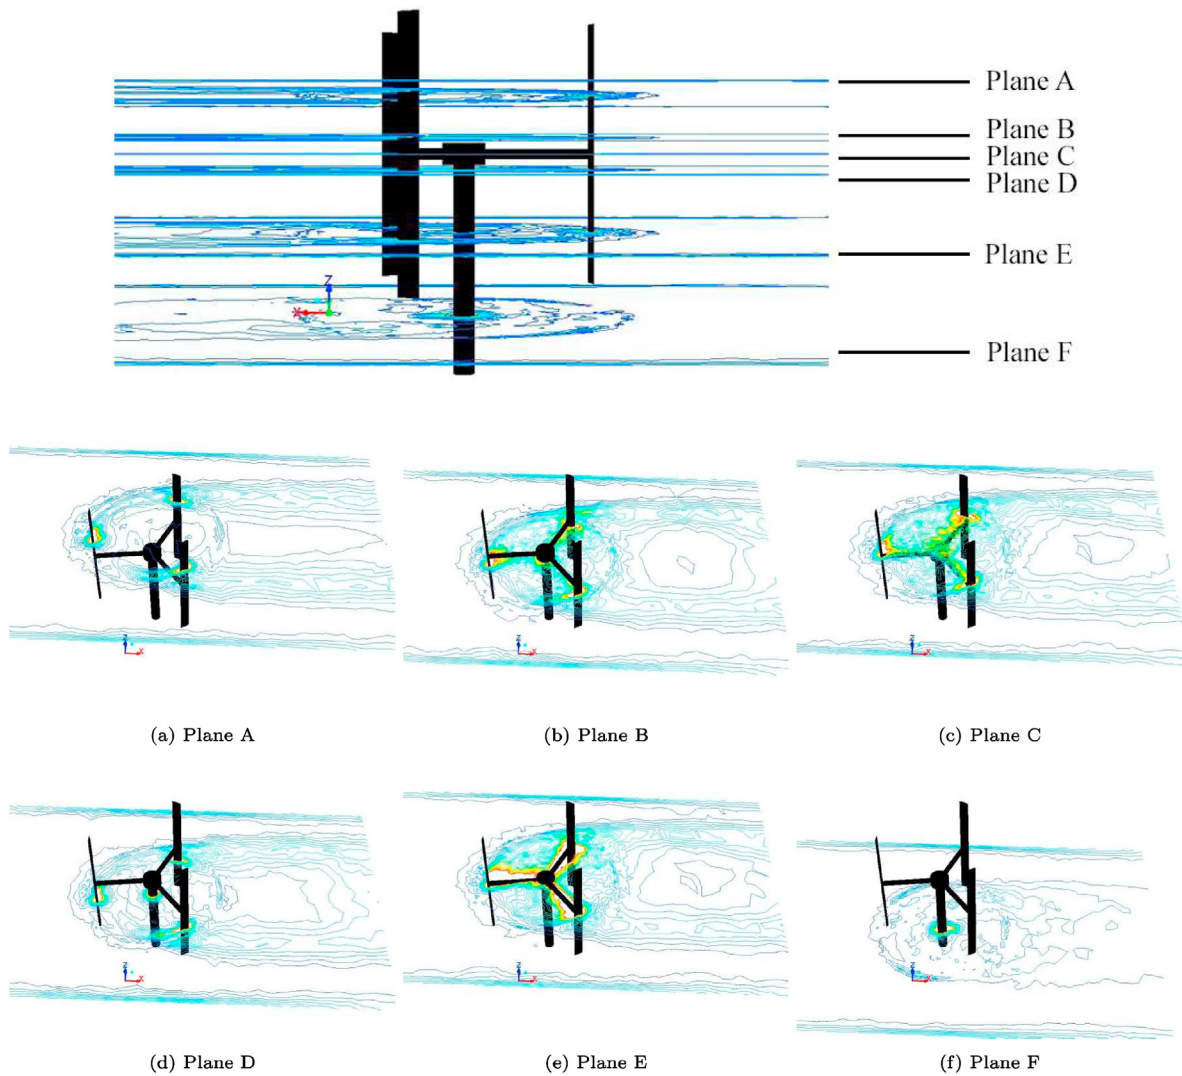 Plane A
Plane B
Plane C
Plane D
Plane E
Z
X
Plane F
Z
X
Z
X
Z
X
(a) Plane A
(b) Plane B
(c) Plane C
Z
X
Z
X
Z
X
(d) Plane D
(e) Plane E
(f) Plane F